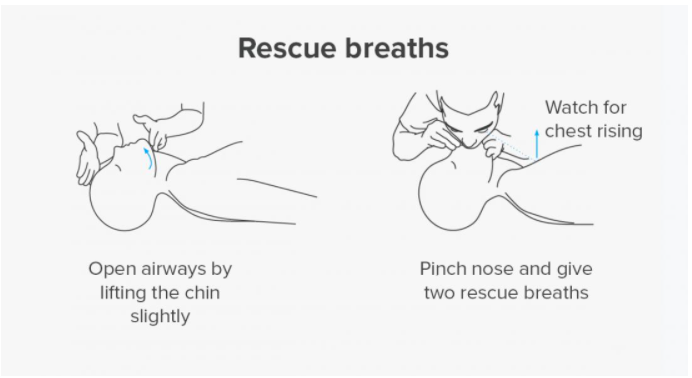 Rescue breaths
Watch for
chest rising
Open airways by
lifting the chin
slightly
Pinch nose and give
two rescue breaths